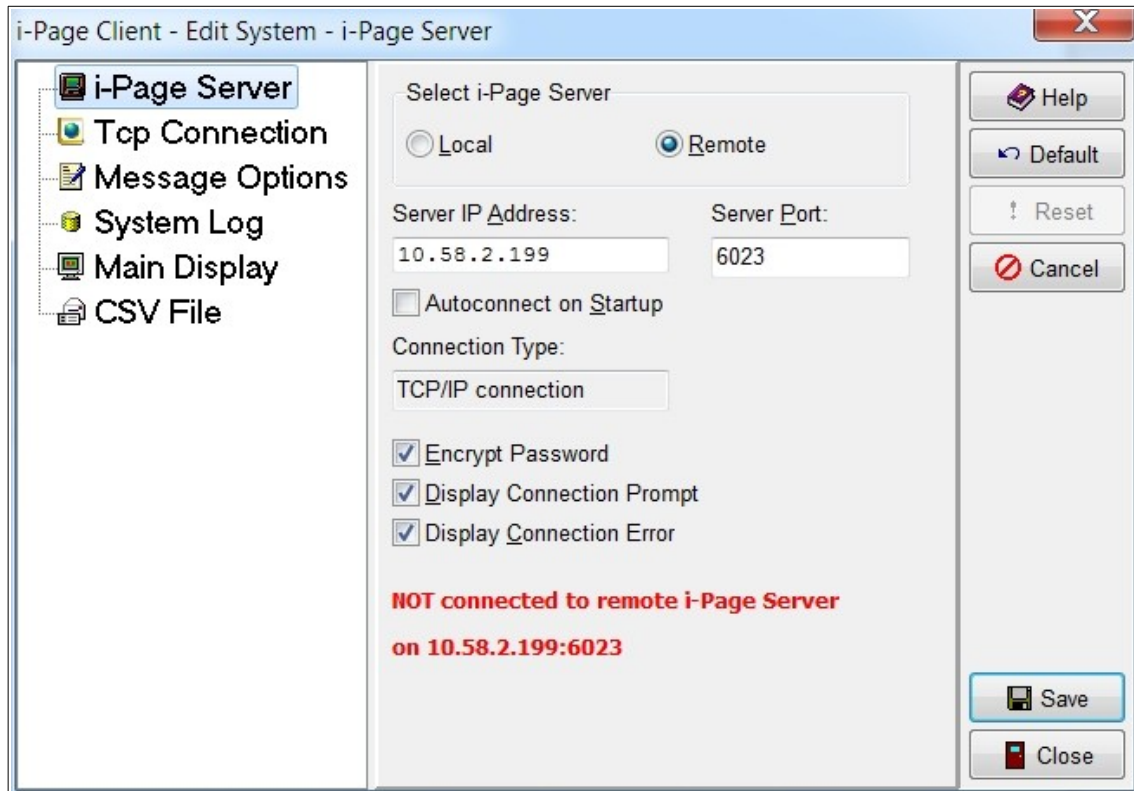 i-Page Client - Edit System - i-Page Server
i-Page Server
Tcp Connection
Message Options
System Log
Main Display
CSV File
Select i-Page Server
Local
Remote
Server IP Address:
Server Port:
10.58.2.199
6023
Autoconnect on Startup
Connection Type:
TCP/IP connection
Encrypt Password
Display Connection Prompt
Display Connection Error
NOT connected to remote i-Page Server
on 10.58.2.199:6023
Help
Default
Reset
Cancel
Save
Close